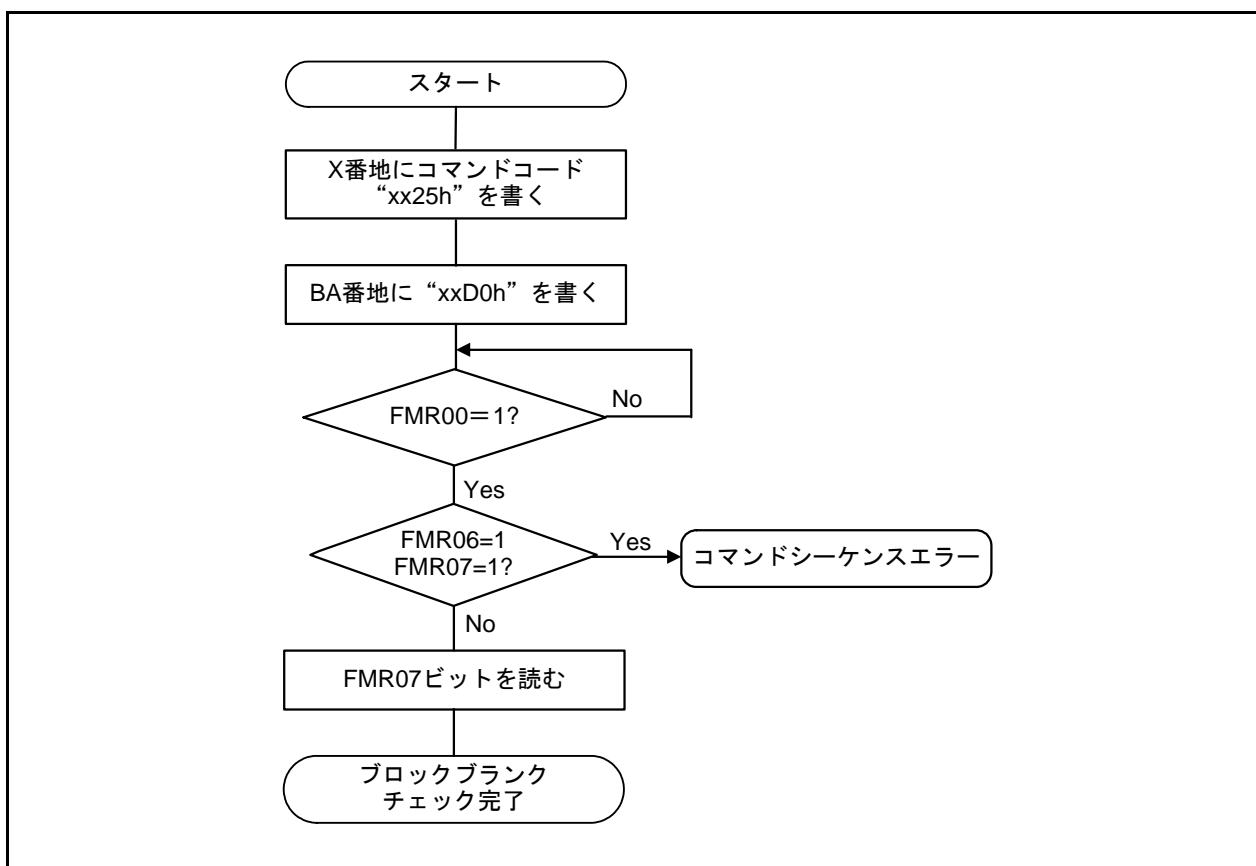 スタート
X番地にコマンドコード
“xx25h”を書く
BA番地に“xxD0h”を書く
FMR00＝1?
No
Yes
FMR06=1
FMR07=1?
Yes
コマンドシーケンスエラー
No
FMR07ビットを読む
ブロックブランク
チェック完了